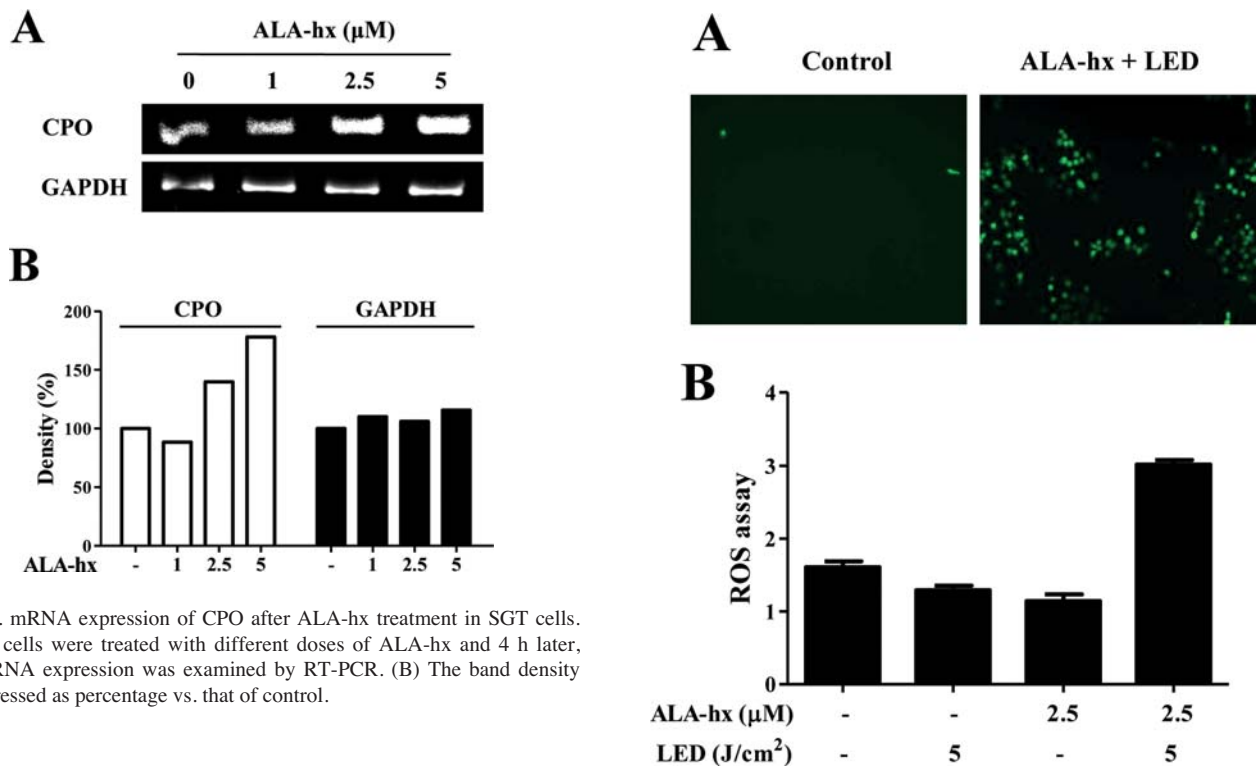 A
ALA-hx (μM)
0 1 2.5 5
CPO
GAPDH
B
CPO GAPDH
200
150
100
50
0
Density (%)
ALA-hx - 1 2.5 5 - 1 2.5 5
. mRNA expression of CPO after ALA-hx treatment in SGT cells.
cells were treated with different doses of ALA-hx and 4 h later,
RNA expression was examined by RT-PCR. (B) The band density
ressed as percentage vs. that of control.
A
Control ALA-hx + LED
B
4
3
2
1
0
ROS assay
ALA-hx (μM) - - 2.5 2.5
LED (J/cm²) - 5 - 5